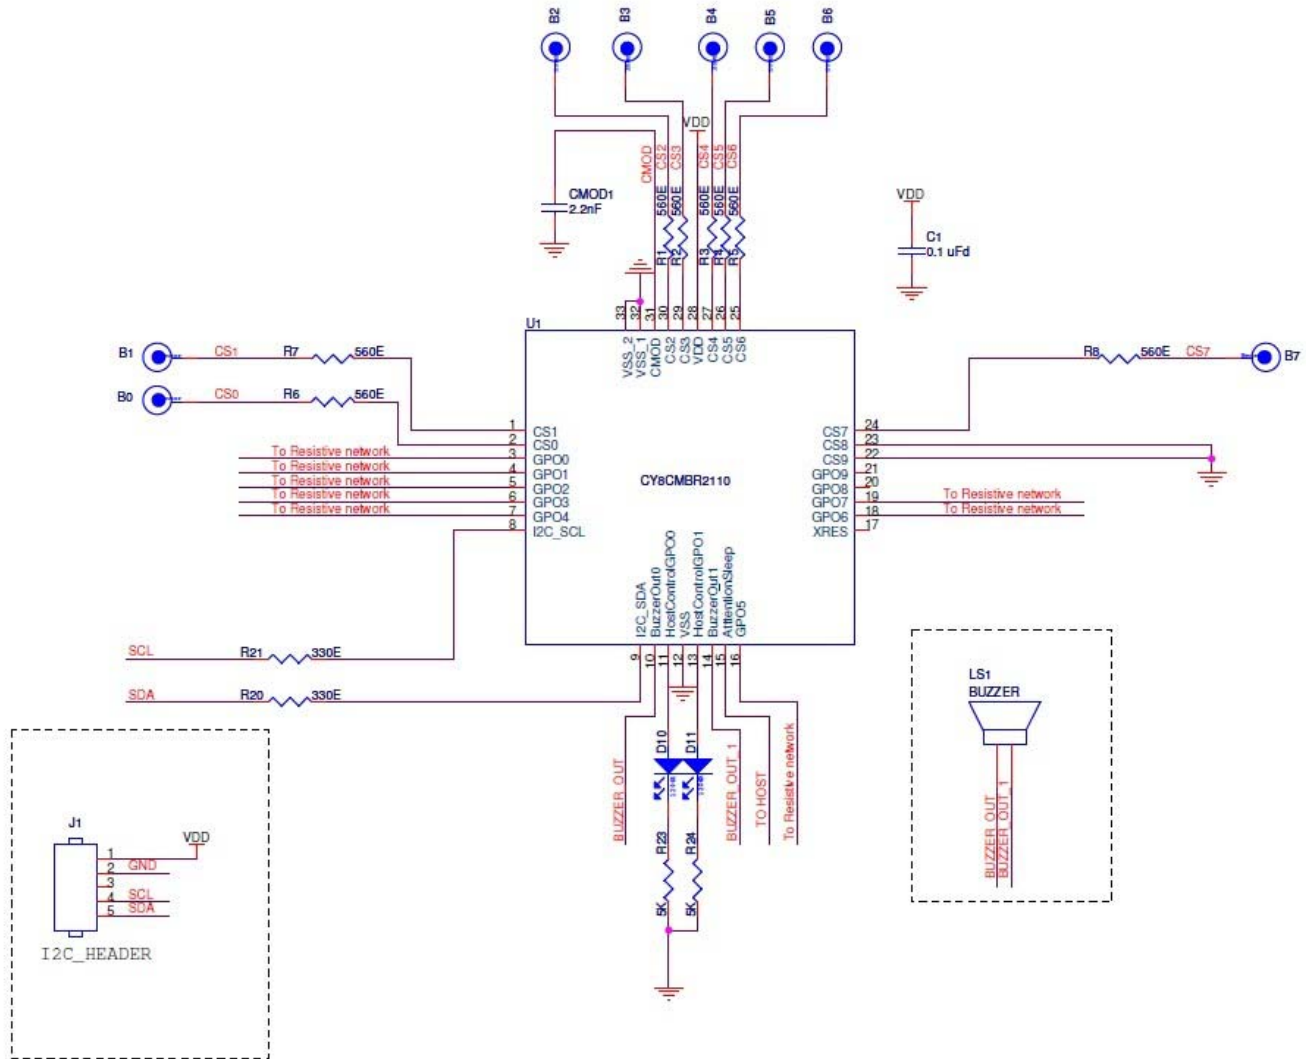 B2
B3
B4
B5
B6
VDD
CMOD
CS2
CS3
CS4
CS5
CS6
CMOD1
2.2nF
560E
560E
560E
560E
560E
R1
R2
R3
R4
R5
VDD
C1
0.1 uFd
U1
33
32
31
30
29
28
27
26
25
VSS_2
VSS_1
CMOD
CS2
CS3
VDD
CS4
CS5
CS6
B1
CS1
R7
560E
B0
CS0
R6
560E
R8
560E
CS7
B7
1
CS1
2
CS0
To Resistive network
3
GPO0
To Resistive network
4
GPO1
To Resistive network
5
GPO2
To Resistive network
6
GPO3
To Resistive network
7
GPO4
8
I2C_SCL
CY8CMBR2110
CS7
24
CS8
23
CS9
22
GPO9
21
GPO8
20
GPO7
19
To Resistive network
GPO6
18
To Resistive network
XRES
17
I2C_SDA
BuzzerOut0
HostControlGPO0
VSS
HostControlGPO1
BuzzerOut1
AttentionSleep
GPO5
9
10
11
12
13
14
15
16
SCL
R21
330E
SDA
R20
330E
BUZZER_OUT
D10
D11
BUZZER_OUT_1
TO HOST
To Resistive network
R23
R24
5K
5K
J1
VDD
1
2
GND
3
4
SCL
5
SDA
I2C_HEADER
LS1
BUZZER
BUZZER_OUT
BUZZER_OUT_1